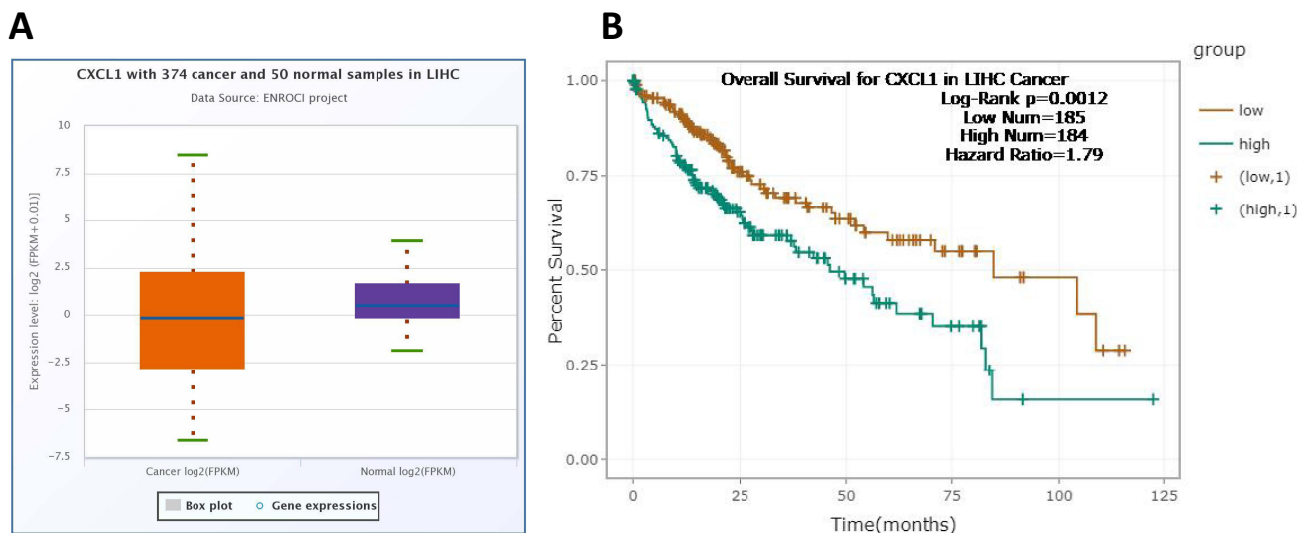 A
CXCL1 with 374 cancer and 50 normal samples in LIHC
Data Source: ENROCI project
Expression level: log2 (FPKM+0.01)]
10
7.5
5
2.5
0
−2.5
−5
−7.5
Cancer log2(FPKM)
Normal log2(FPKM)
Box plot
Gene expressions
B
Overall Survival for CXCL1 in LIHC Cancer
Log-Rank p=0.0012
Low Num=185
High Num=184
Hazard Ratio=1.79
Percent Survival
1.00
0.75
0.50
0.25
0.00
0
25
50
75
100
125
Time(months)
group
low
high
(low,1)
(high,1)